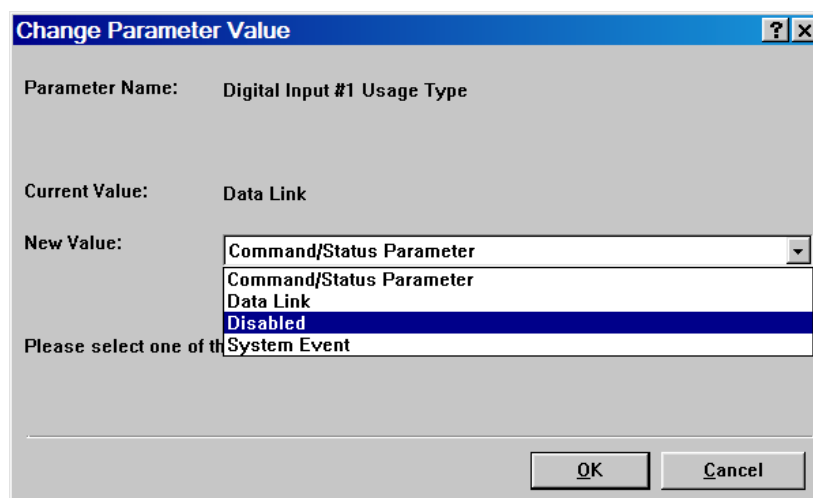 Change Parameter Value
Parameter Name: Digital Input #1 Usage Type
Current Value: Data Link
New Value: Command/Status Parameter
Command/Status Parameter
Data Link
Disabled
System Event
Please select one of th
OK Cancel